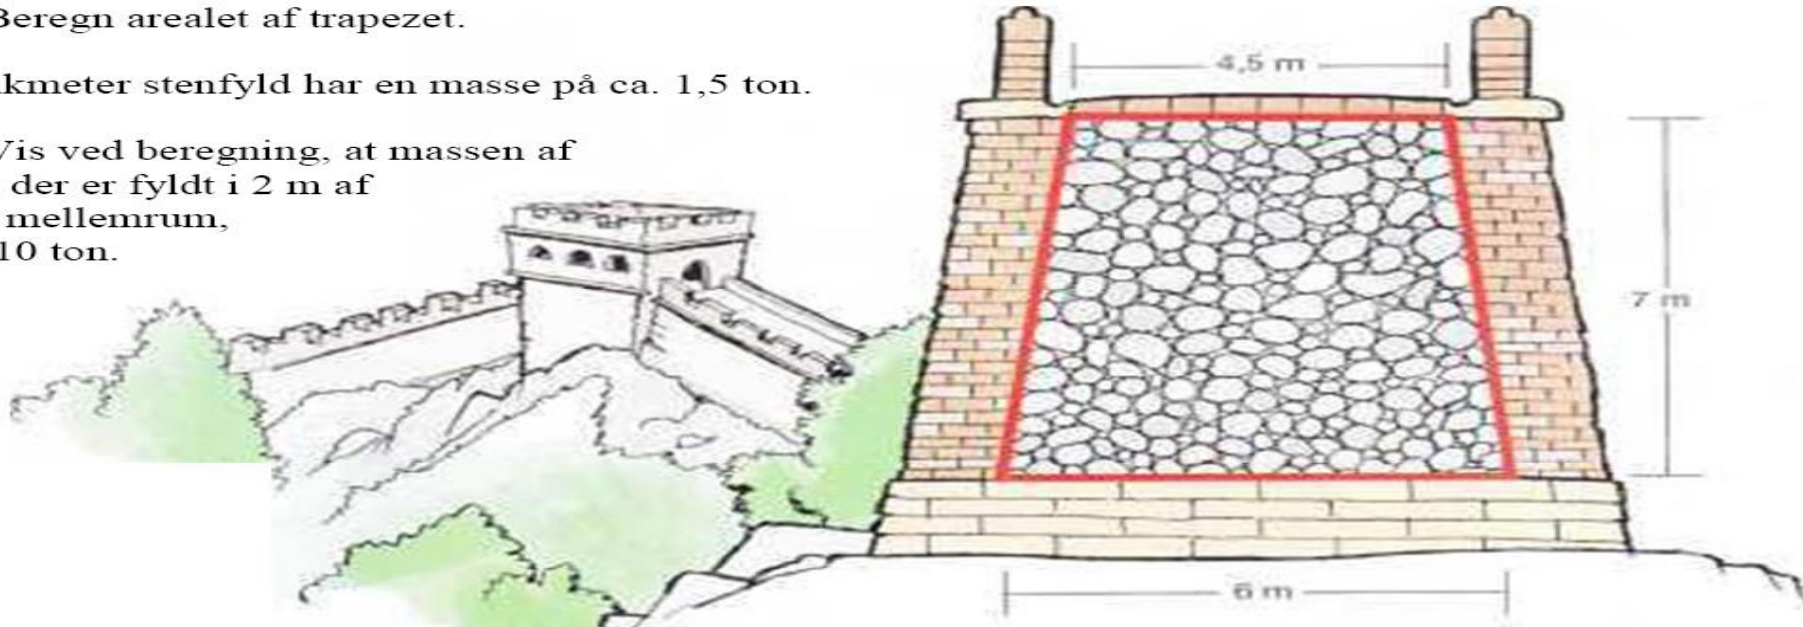 Beregn arealet af trapezet.
kmeter stenfyld har en masse på ca. 1,5 ton.
Vis ved beregning, at massen af
der er fyldt i 2 m af
mellemrum,
10 ton.
4,5 m
7 m
6 m